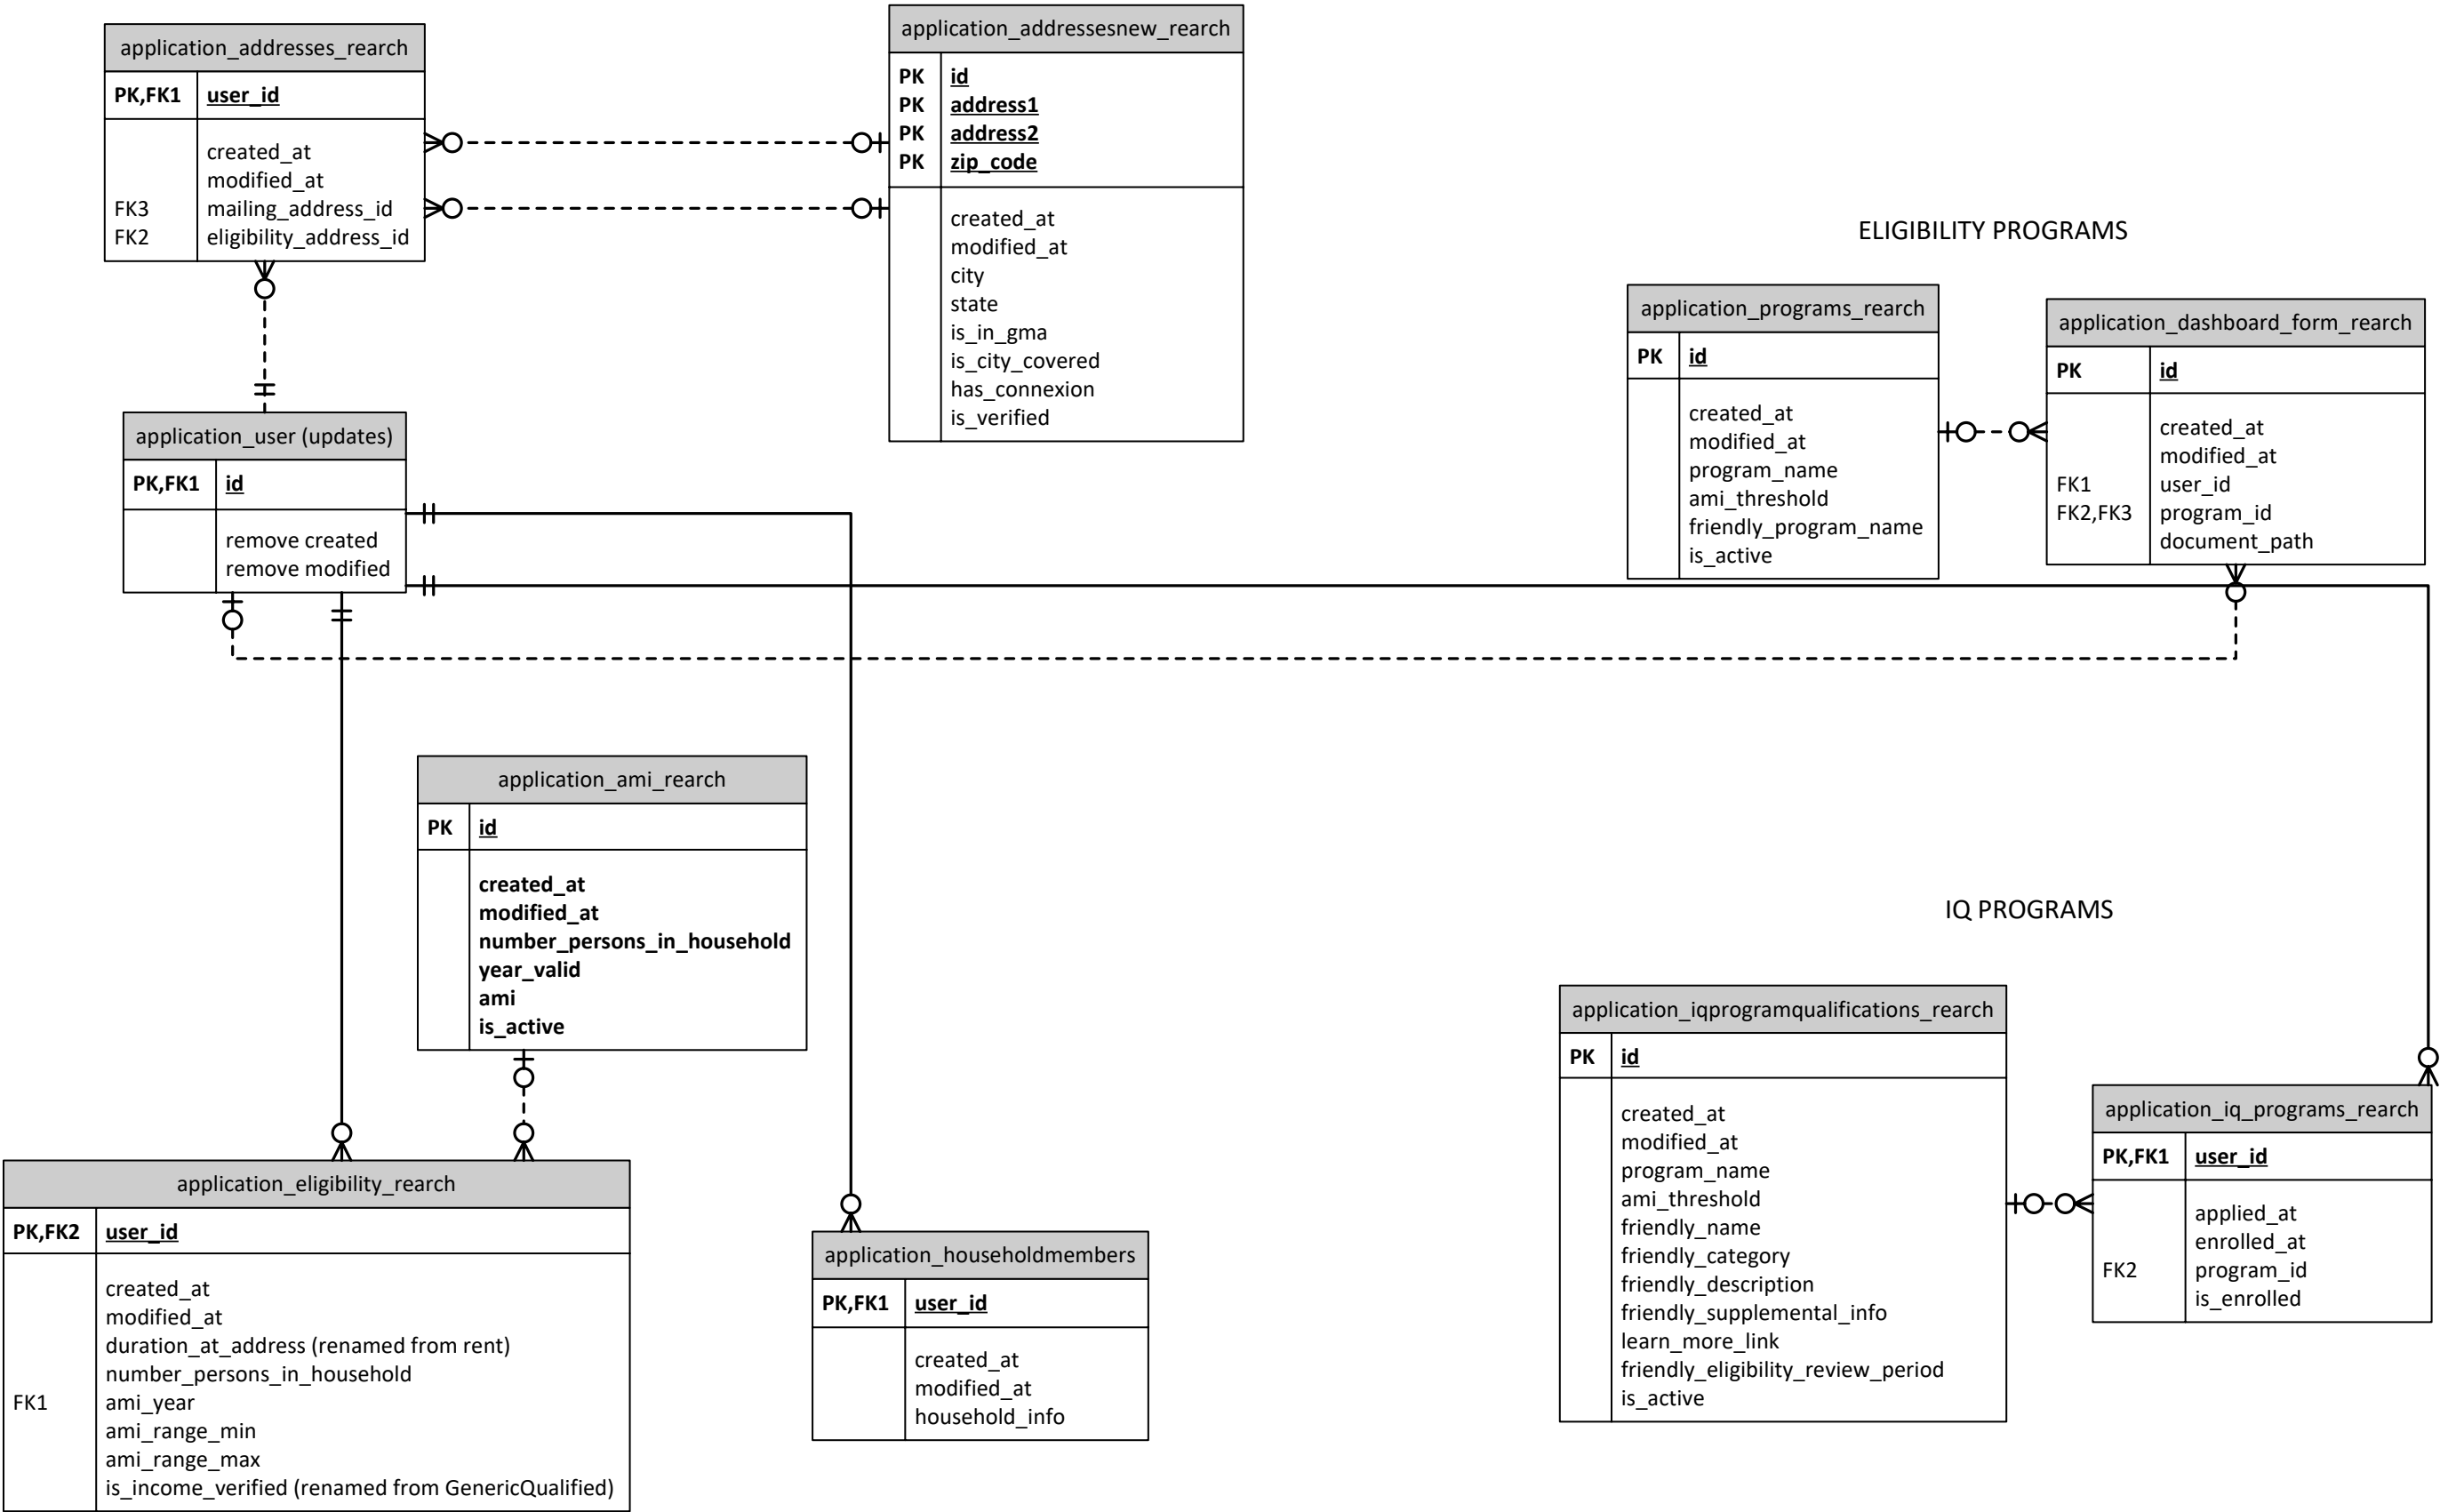 application_addresses_rearch
PK,FK1 user_id
created_at
modified_at
FK3 mailing_address_id
FK2 eligibility_address_id
application_addressesnew_rearch
PK id
PK address1
PK address2
PK zip_code
created_at
modified_at
city
state
is_in_gma
is_city_covered
has_connexion
is_verified
ELIGIBILITY PROGRAMS
application_programs_rearch
PK id
created_at
modified_at
program_name
ami_threshold
friendly_program_name
is_active
application_dashboard_form_rearch
PK id
created_at
modified_at
FK1 user_id
FK2,FK3 program_id
document_path
application_user (updates)
PK,FK1 id
remove created
remove modified
application_ami_rearch
PK id
created_at
modified_at
number_persons_in_household
year_valid
ami
is_active
IQ PROGRAMS
application_iqprogramqualifications_rearch
PK id
created_at
modified_at
program_name
ami_threshold
friendly_name
friendly_category
friendly_description
friendly_supplemental_info
learn_more_link
friendly_eligibility_review_period
is_active
application_iq_programs_rearch
PK,FK1 user_id
applied_at
enrolled_at
FK2 program_id
is_enrolled
application_eligibility_rearch
PK,FK2 user_id
created_at
modified_at
duration_at_address (renamed from rent)
number_persons_in_household
FK1 ami_year
ami_range_min
ami_range_max
is_income_verified (renamed from GenericQualified)
application_householdmembers
PK,FK1 user_id
created_at
modified_at
household_info